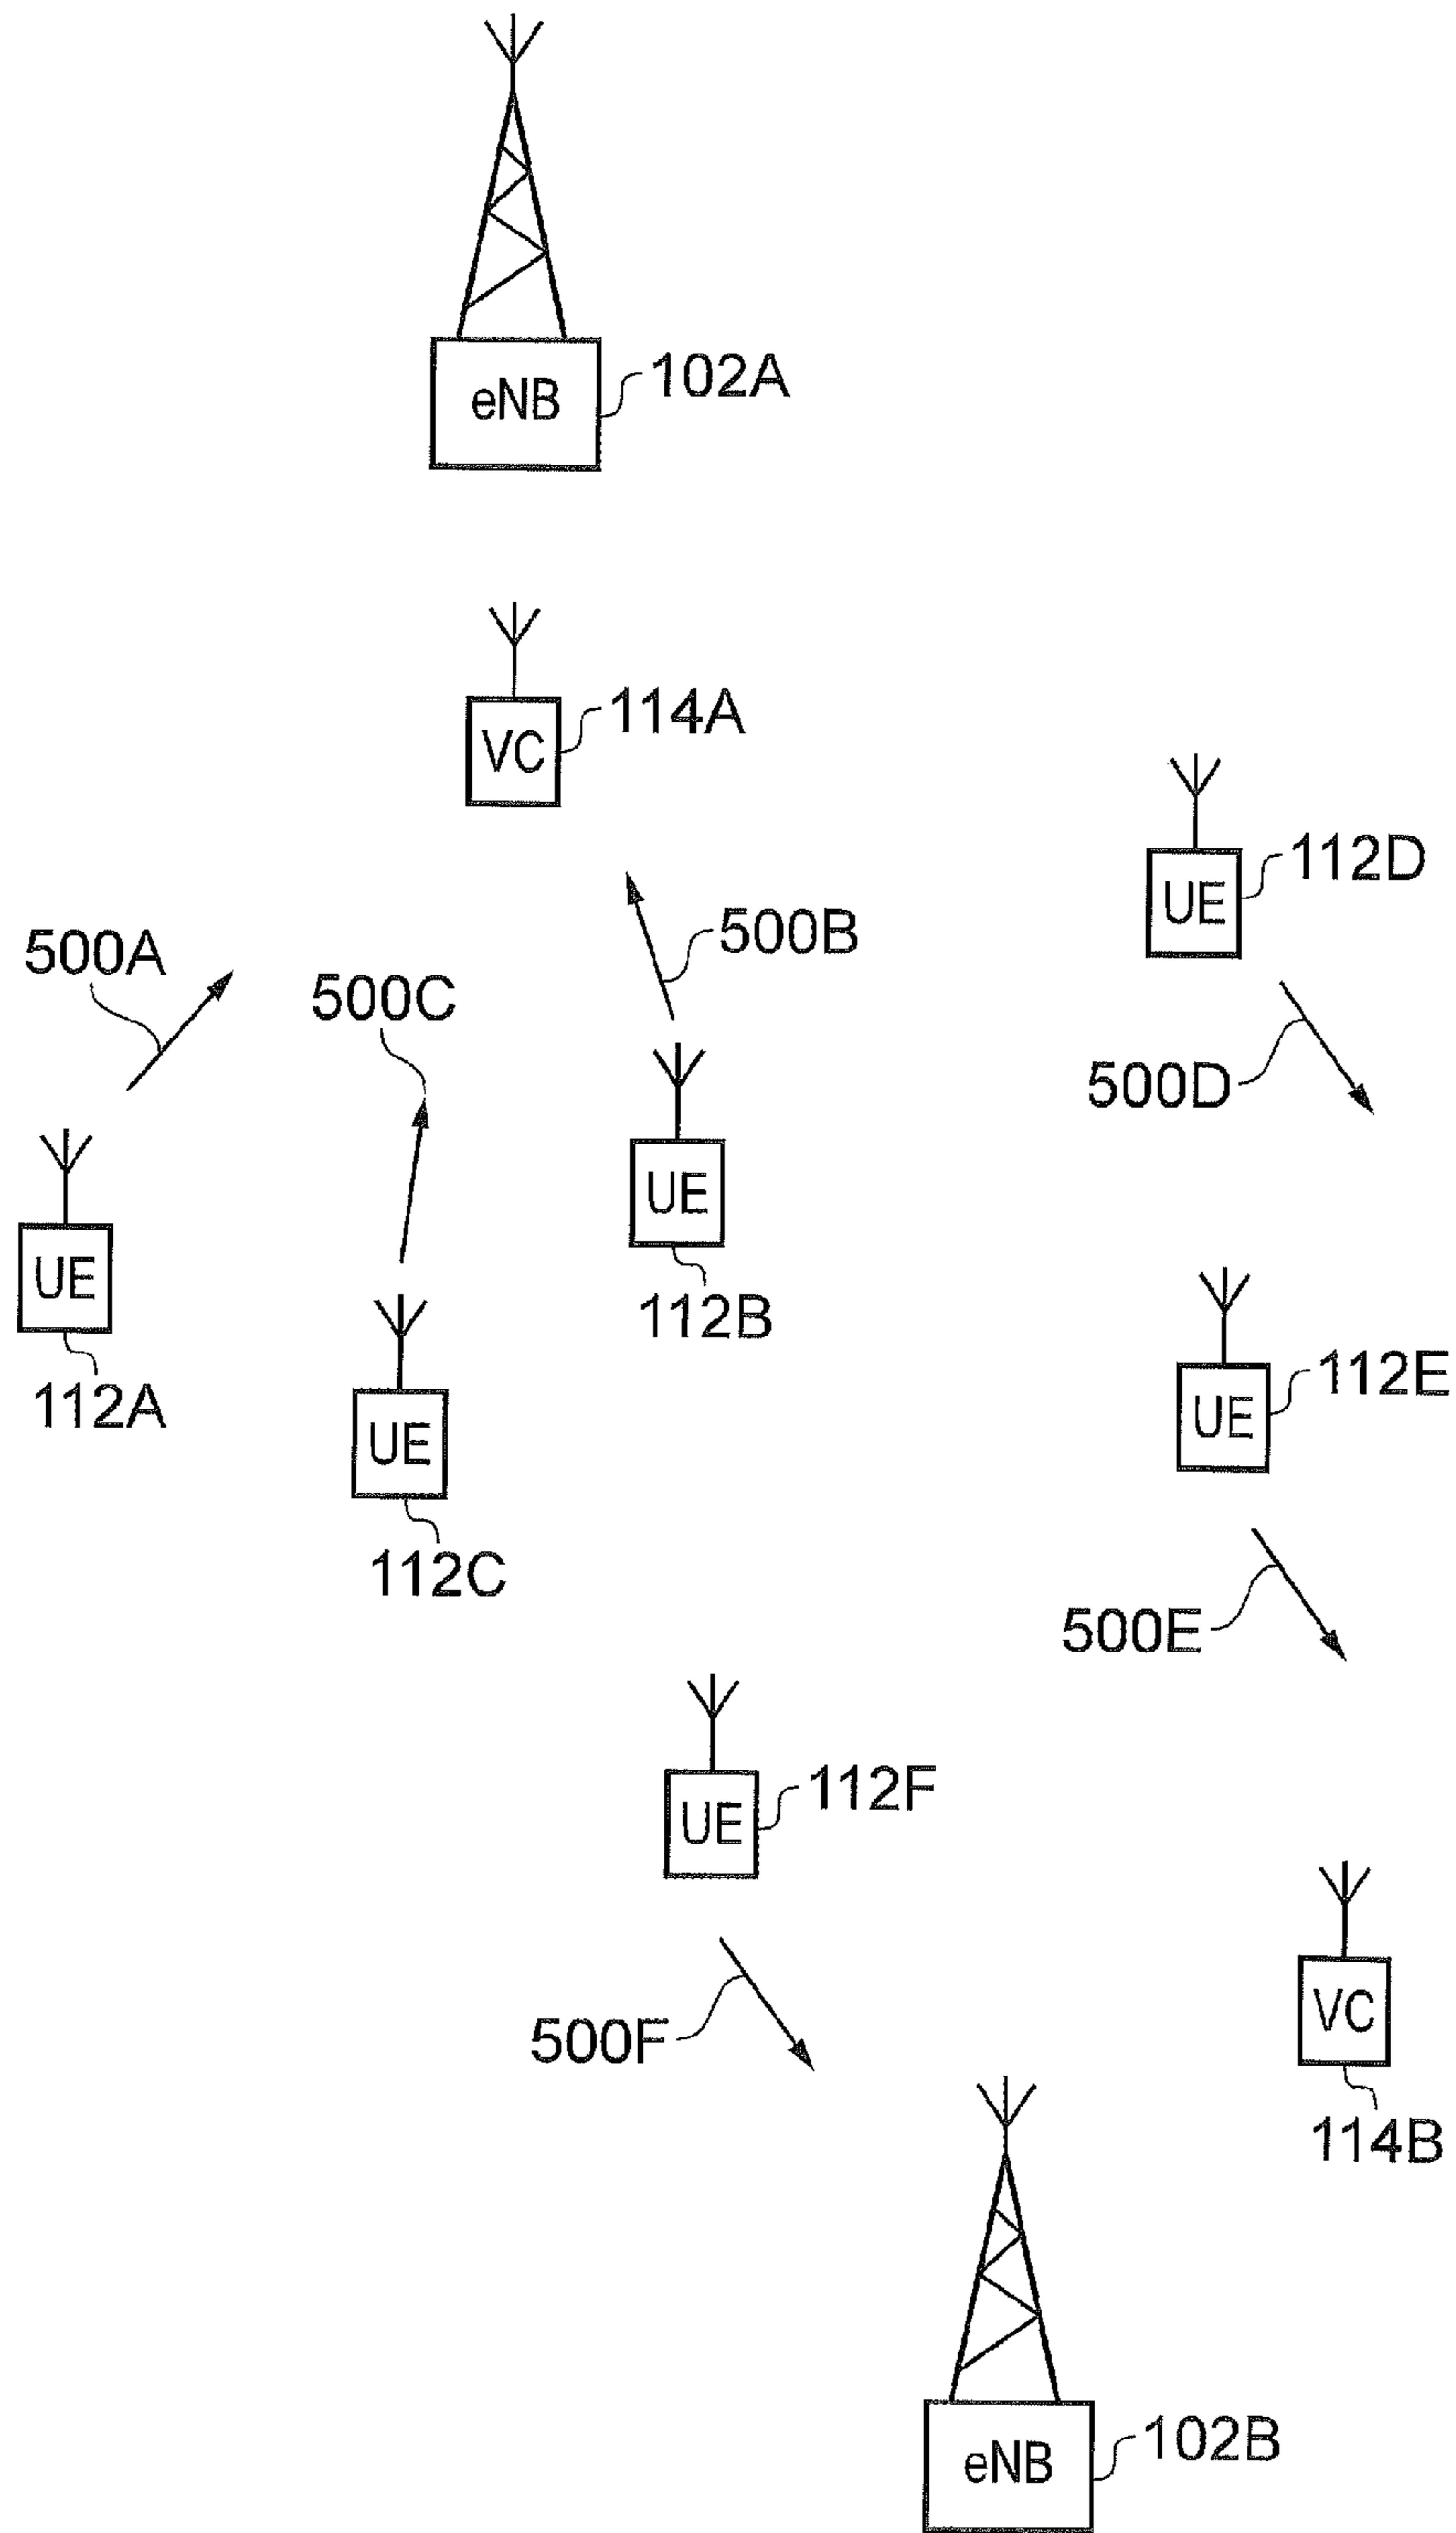 102A
eNB
114A
VC
112D
UE
500A
500B
500C
500D
UE
112B
UE
112A
112E
UE
UE
112C
500E
112F
UE
VC
500F
114B
102B
eNB